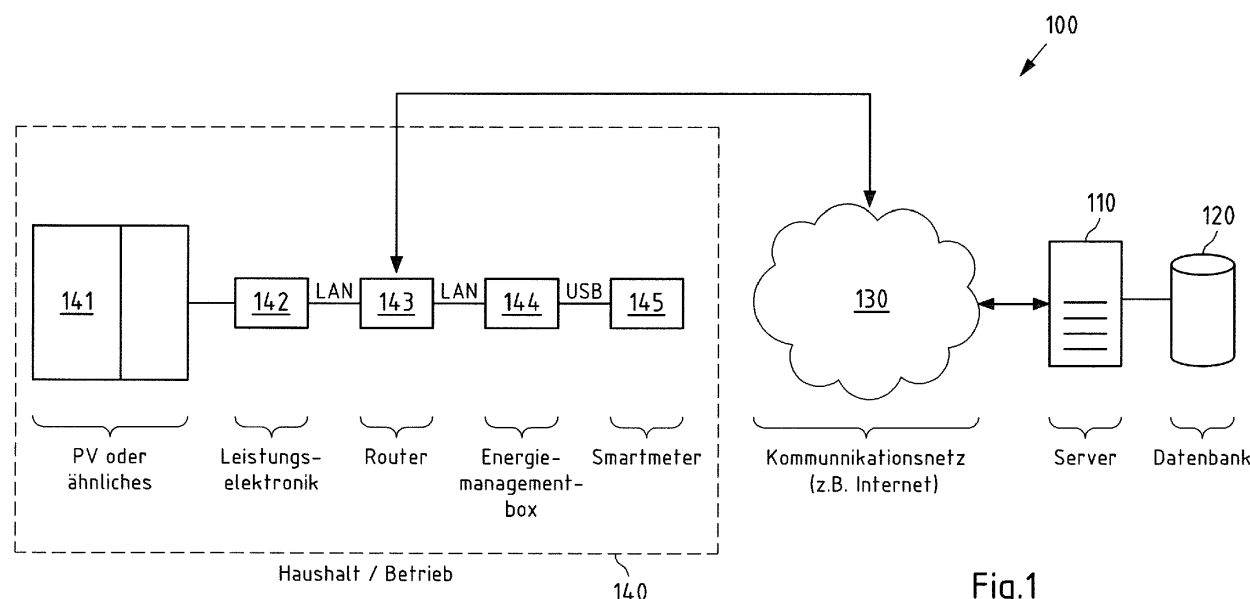 100
110
120
141
142
LAN
143
LAN
144
USB
145
130
PV oder
ähnliches
Leistungs-
elektronik
Router
Energie-
management-
box
Smartmeter
Kommunnikationsnetz
(z.B. Internet)
Server
Datenbank
Haushalt / Betrieb
140
Fig.1